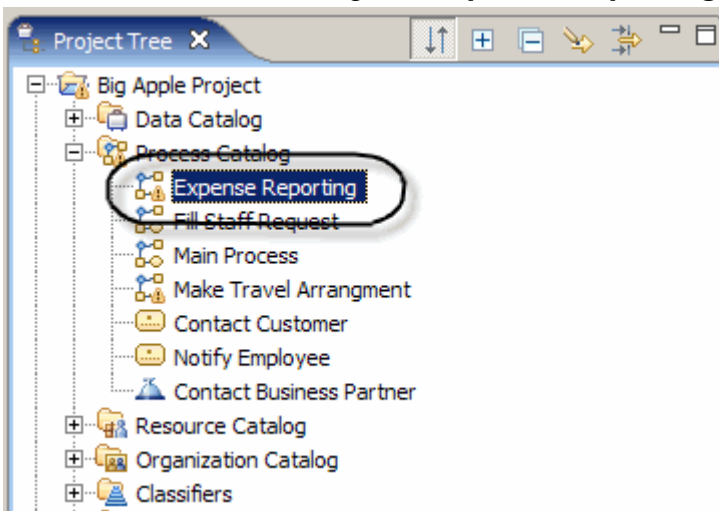 Project Tree
Big Apple Project
Data Catalog
Process Catalog
Expense Reporting
Fill Staff Request
Main Process
Make Travel Arrangment
Contact Customer
Notify Employee
Contact Business Partner
Resource Catalog
Organization Catalog
Classifiers